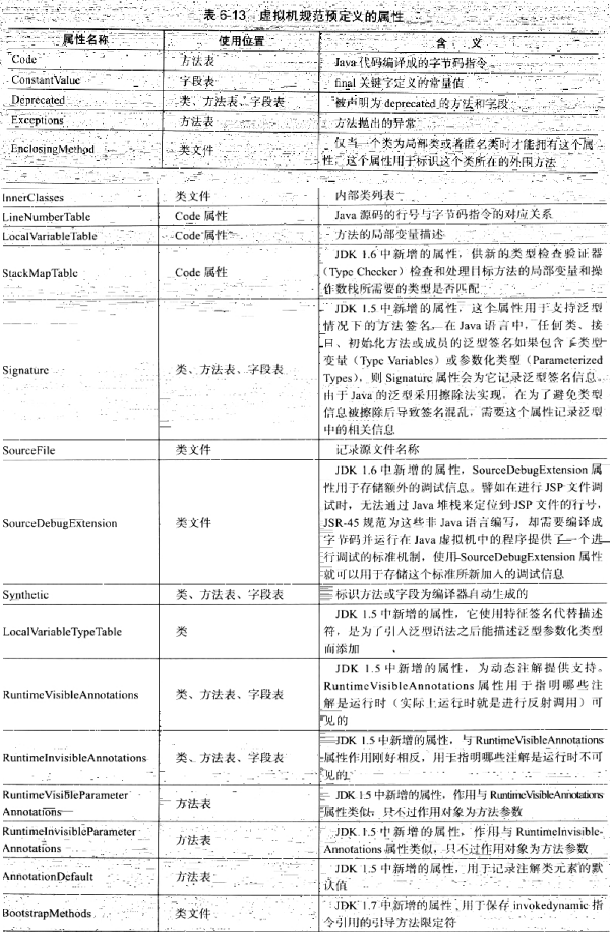 表 6-13 虚拟机规范预定义的属性
属性名称 使用位置 含 义
Code 方法表 Java 代码编译成的字节码指令
ConstantValue 字段表 final 关键字定义的常量值
Deprecated 类、方法表、字段表 被声明为 deprecated 的方法和字段
Exceptions 方法表 方法抛出的异常
EnclosingMethod 类文件 仅当一个类为局部类或者匿名类时才能拥有这个属
性，这个属性用于标识这个类所在的外围方法
InnerClasses 类文件 内部类列表
LineNumberTable Code 属性 Java 源码的行号与字节码指令的对应关系
LocalVariableTable Code 属性 方法的局部变量描述
StackMapTable Code 属性 JDK 1.6 中新增的属性，供新的类型检查验证器
（Type Checker）检查和处理目标方法的局部变量和操
作数栈所需要的类型是否匹配
Signature 类、方法表、字段表 JDK 1.5 中新增的属性，这个属性用于支持泛型
情况下的方法签名，在 Java 语言中，任何类、接
口、初始化方法或成员的泛型签名如果包含了类型
变量（Type Variables）或参数化类型（Parameterized
Types），则 Signature 属性会为它记录泛型签名信息。
由于 Java 的泛型采用擦除法实现，在为了避免类型
信息被擦除后导致签名混乱，需要这个属性记录泛型
中的相关信息
SourceFile 类文件 记录源文件名称
SourceDebugExtension 类文件 JDK 1.6 中新增的属性，SourceDebugExtension 属
性用于存储额外的调试信息。譬如在进行 JSP 文件调
试时，无法通过 Java 堆栈来定位到 JSP 文件的行号，
JSR-45 规范为这些非 Java 语言编写，却需要编译成
字节码并运行在 Java 虚拟机中的程序提供了一个进
行调试的标准机制，使用 SourceDebugExtension 属性
就可以用于存储这个标准所新加入的调试信息
Synthetic 类、方法表、字段表 标识方法或字段为编译器自动生成的
LocalVariableTypeTable 类 JDK 1.5 中新增的属性，它使用特征签名代替描述
符，是为了引入泛型语法之后能描述泛型参数化类型
而添加
RuntimeVisibleAnnotations 类、方法表、字段表 JDK 1.5 中新增的属性，为动态注解提供支持。
RuntimeVisibleAnnotations 属性用于指明哪些注
解是运行时（实际上运行时就是进行反射调用）可
见的
RuntimeInvisibleAnnotations 类、方法表、字段表 JDK 1.5 中新增的属性，与 RuntimeVisibleAnnotations
属性作用刚好相反，用于指明哪些注解是运行时不可
见的
RuntimeVisibleParameter
Annotations 方法表 JDK 1.5 中新增的属性，作用与 RuntimeVisibleAnnotations
属性类似，只不过作用对象为方法参数
RuntimeInvisibleParameter
Annotations 方法表 JDK 1.5 中新增的属性，作用与 RuntimeInvisible-
Annotations 属性类似，只不过作用对象为方法参数
AnnotationDefault 方法表 JDK 1.5 中新增的属性，用于记录注解类元素的默
认值
BootstrapMethods 类文件 JDK 1.7 中新增的属性，用于保存 invokedynamic 指
令引用的引导方法限定符